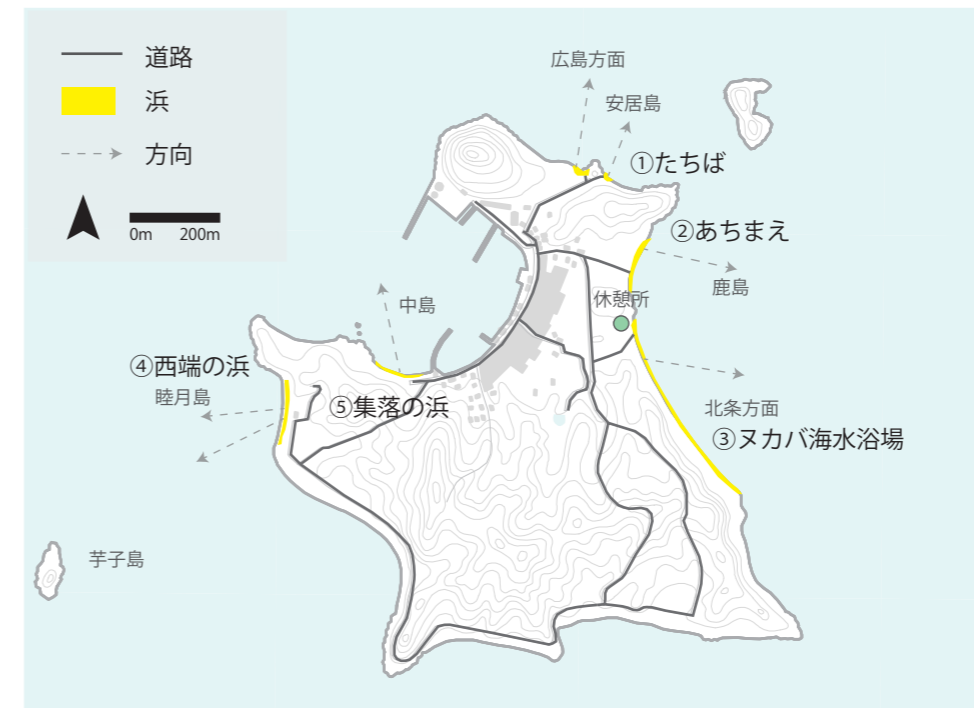 道路
浜
方向
0m 200m
広島方面
安居島
①たちば
②あちまえ
鹿島
休憩所
中島
④西端の浜
睦月島
⑤集落の浜
北条方面
③ヌカバ海水浴場
芋子島